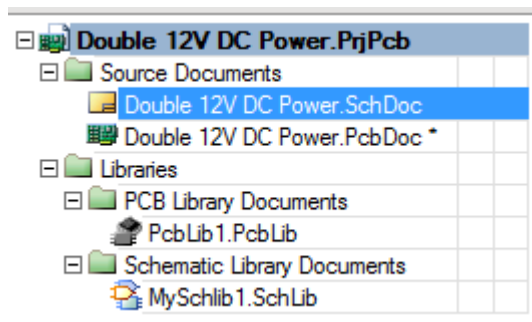 Double 12V DC Power.PrjPcb
Source Documents
Double 12V DC Power.SchDoc
Double 12V DC Power.PcbDoc *
Libraries
PCB Library Documents
PcbLib1.PcbLib
Schematic Library Documents
MySchlib1.SchLib